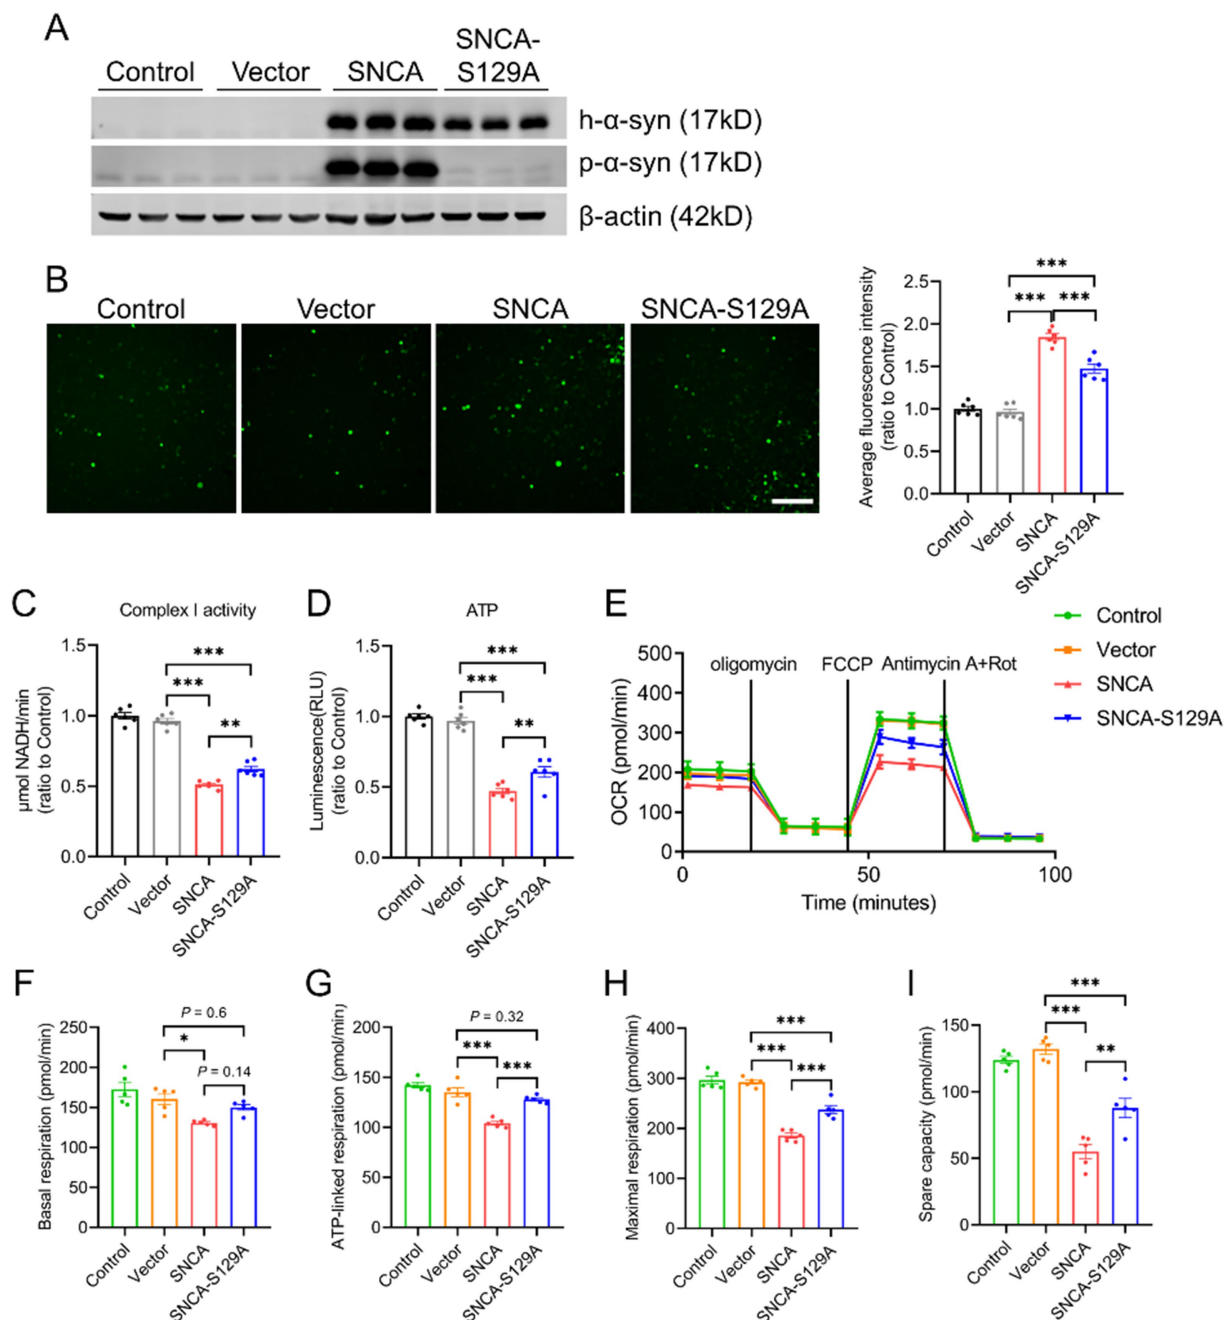 A
Control
Vector
SNCA
SNCA-
S129A
h-α-syn (17kD)
p-α-syn (17kD)
β-actin (42kD)
B
Control
Vector
SNCA
SNCA-S129A
Average fluorescence intensity
(ratio to Control)
2.5
2.0
1.5
1.0
0.5
0.0
***
*** ***
Control
Vector
SNCA
SNCA-S129A
C
Complex I activity
μmol NADH/min
(ratio to Control)
1.5
1.0
0.5
0.0
***
***
**
Control
Vector
SNCA
SNCA-S129A
D
ATP
Luminescence(RLU)
(ratio to Control)
1.5
1.0
0.5
0.0
***
***
**
Control
Vector
SNCA
SNCA-S129A
E
OCR (pmol/min)
500
400
300
200
100
0
oligomycin
FCCP
Antimycin A+Rot
0
50
100
Time (minutes)
Control
Vector
SNCA
SNCA-S129A
F
Basal respiration (pmol/min)
250
200
150
100
50
0
P = 0.6
*
P = 0.14
Control
Vector
SNCA
SNCA-S129A
G
ATP-linked respiration (pmol/min)
200
150
100
50
0
P = 0.32
***
***
Control
Vector
SNCA
SNCA-S129A
H
Maximal respiration (pmol/min)
400
300
200
100
0
***
***
***
Control
Vector
SNCA
SNCA-S129A
I
Spare capacity (pmol/min)
150
100
50
0
***
***
**
Control
Vector
SNCA
SNCA-S129A